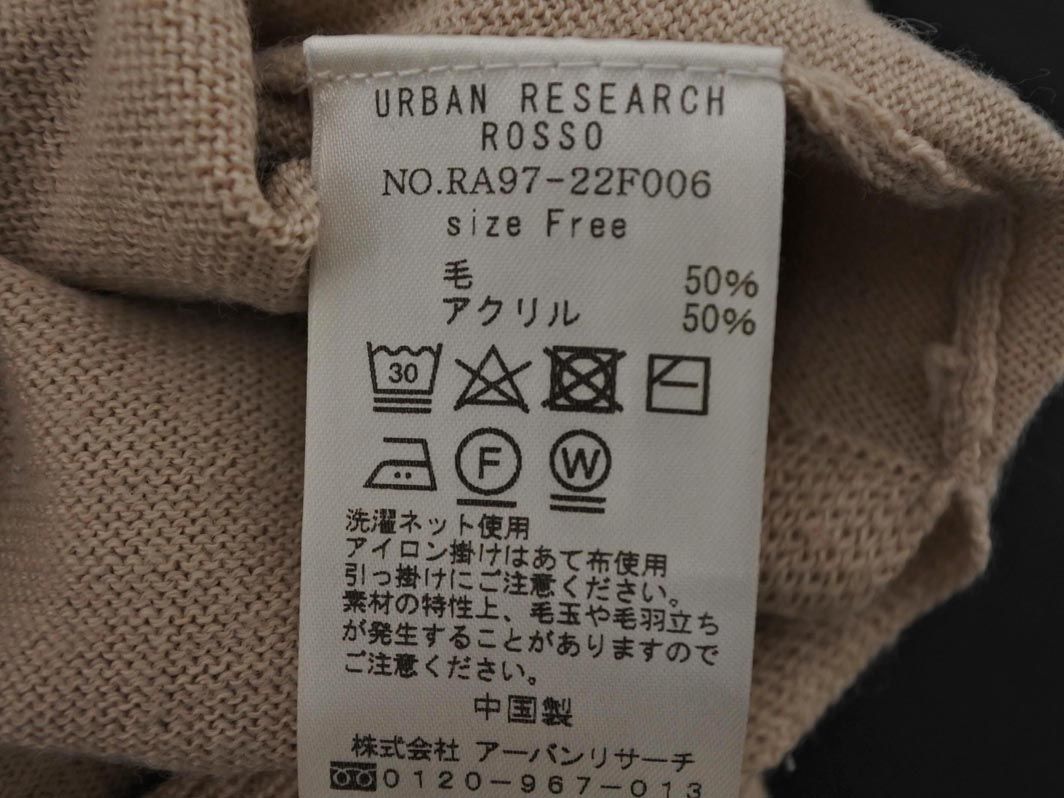 URBAN RESEARCH
ROSSO
NO.RA97-22F006
size Free
毛 50%
アクリル 50%
30
F W
洗濯ネット使用
アイロン掛けはあて布使用
引っ掛けにご注意ください。
素材の特性上、毛玉や毛羽立ち
が発生することがありますので
ご注意ください。
中国製
株式会社 アーバンリサーチ
0120-967-013